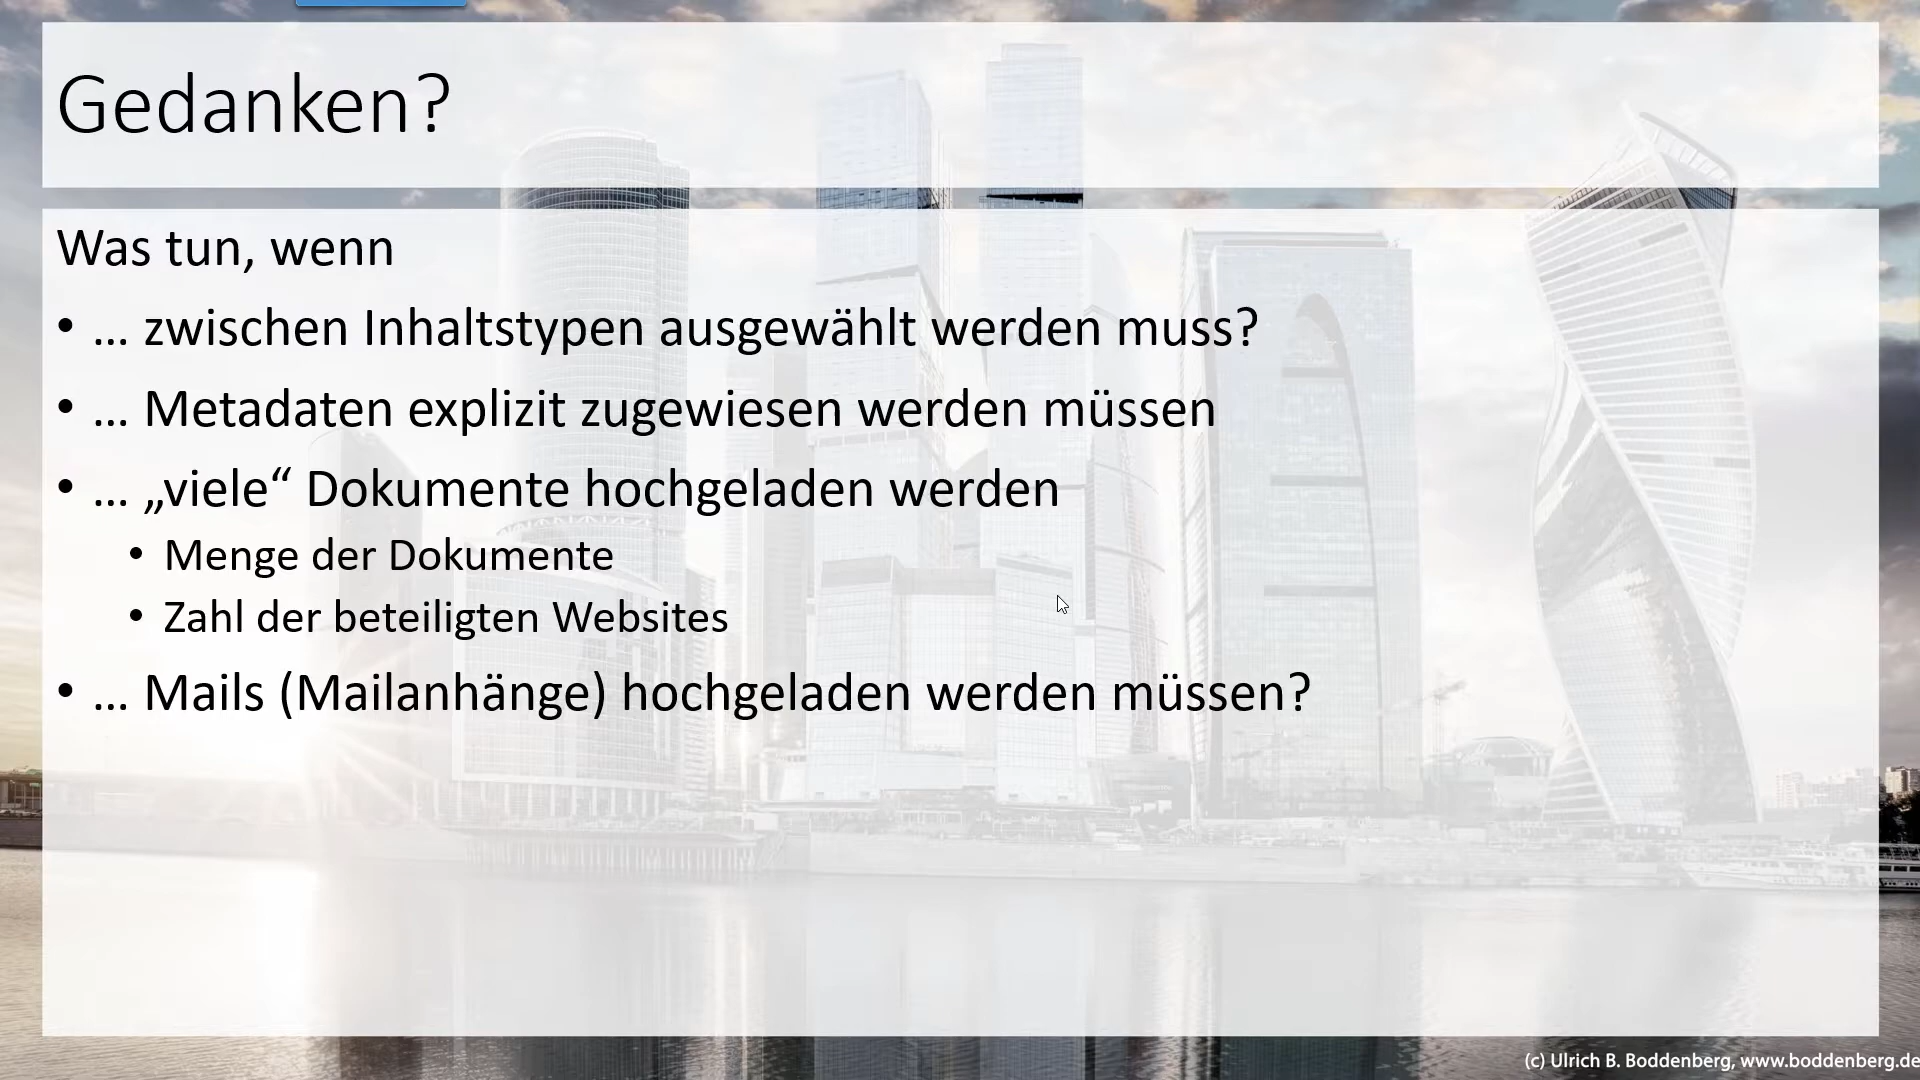 Gedanken?
Was tun, wenn
• … zwischen Inhaltstypen ausgewählt werden muss?
• … Metadaten explizit zugewiesen werden müssen
• … „viele“ Dokumente hochgeladen werden
• Menge der Dokumente
• Zahl der beteiligten Websites
• … Mails (Mailanhänge) hochgeladen werden müssen?
(c) Ulrich B. Boddenberg, www.boddenberg.de